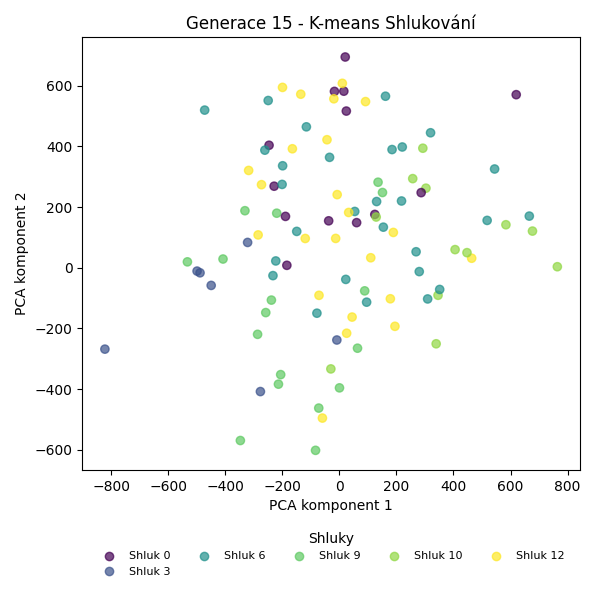 Generace 15 - K-means Shlukování
PCA komponent 2
600
400
200
0
−200
−400
−600
−800 −600 −400 −200 0 200 400 600 800
PCA komponent 1
Shluky
Shluk 0 Shluk 6 Shluk 9 Shluk 10 Shluk 12
Shluk 3